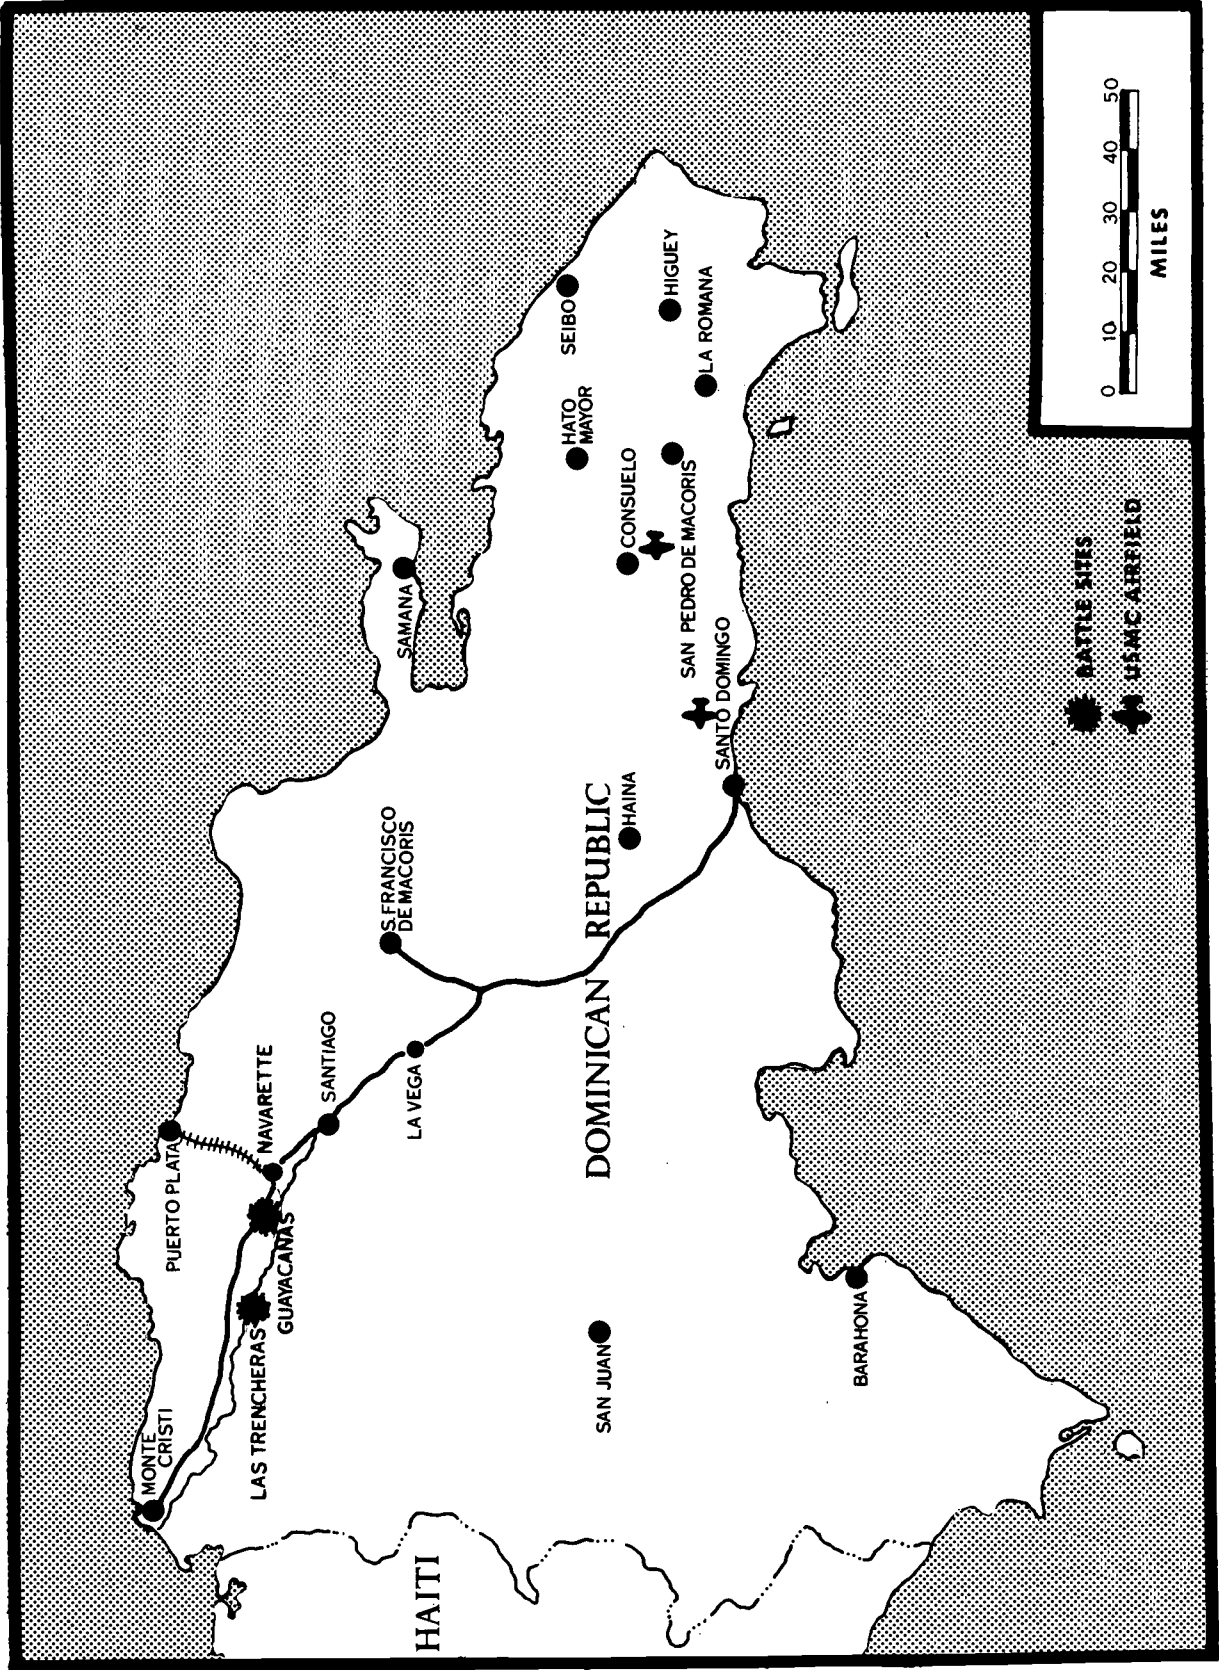 PUERTO PLATA
MONTE
CRISTI
NAVARETTE
GUAYACANAS
LAS TRENCHERAS
SANTIAGO
LA VEGA
S. FRANCISCO
DE MACORIS
SAMANA
SEIBO
HATO
MAYOR
HIGUEY
LA ROMANA
CONSUELO
SAN PEDRO DE MACORIS
SANTO DOMINGO
HAINA
DOMINICAN REPUBLIC
SAN JUAN
BARAHONA
HAITI
BATTLE SITES
USMC AIRFIELD
0 10 20 30 40 50
MILES